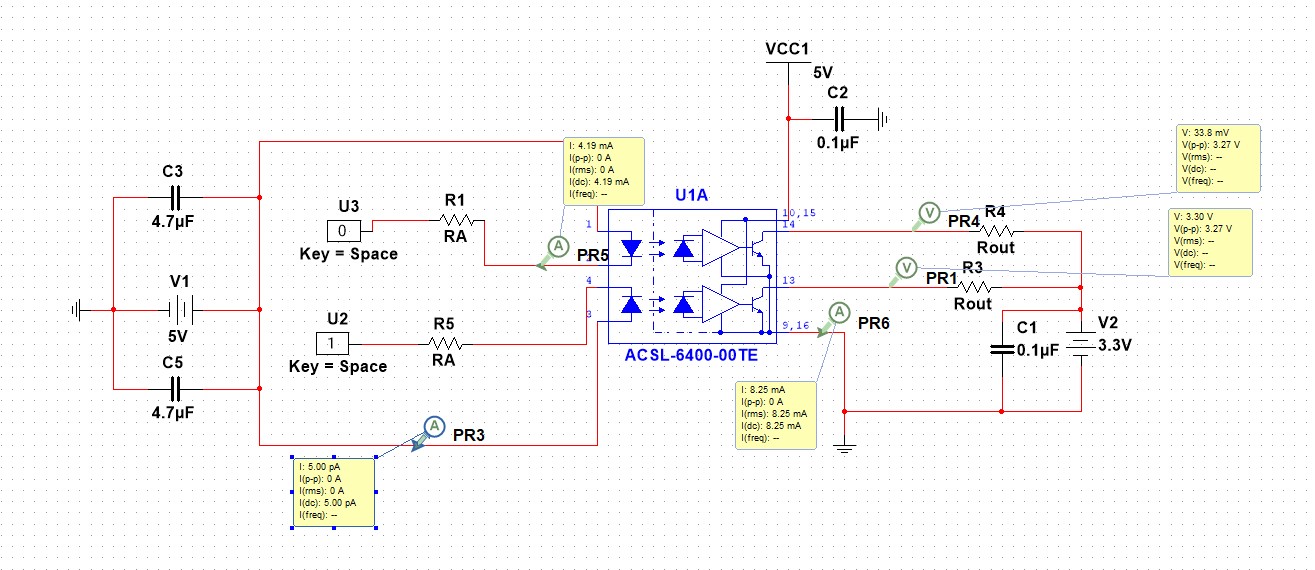 VCC1
5V
C2
0.1µF
I: 4.19 mA
I(p-p): 0 A
I(rms): 0 A
I(dc): 4.19 mA
I(freq): --
V: 33.8 mV
V(p-p): 3.27 V
V(rms): --
V(dc): --
V(freq): --
C3
4.7µF
U3
0
Key = Space
R1
RA
A
PR5
U1A
1
2
4
3
10,15
14
13
9,16
ACSL-6400-00TE
V
PR4
R4
Rout
V: 3.30 V
V(p-p): 3.27 V
V(rms): --
V(dc): --
V(freq): --
V
PR1
R3
Rout
V1
5V
U2
1
Key = Space
R5
RA
A
PR6
C1
0.1µF
V2
3.3V
C5
4.7µF
I: 8.25 mA
I(p-p): 0 A
I(rms): 8.25 mA
I(dc): 8.25 mA
I(freq): --
A
PR3
I: 5.00 pA
I(p-p): 0 A
I(rms): 0 A
I(dc): 5.00 pA
I(freq): --